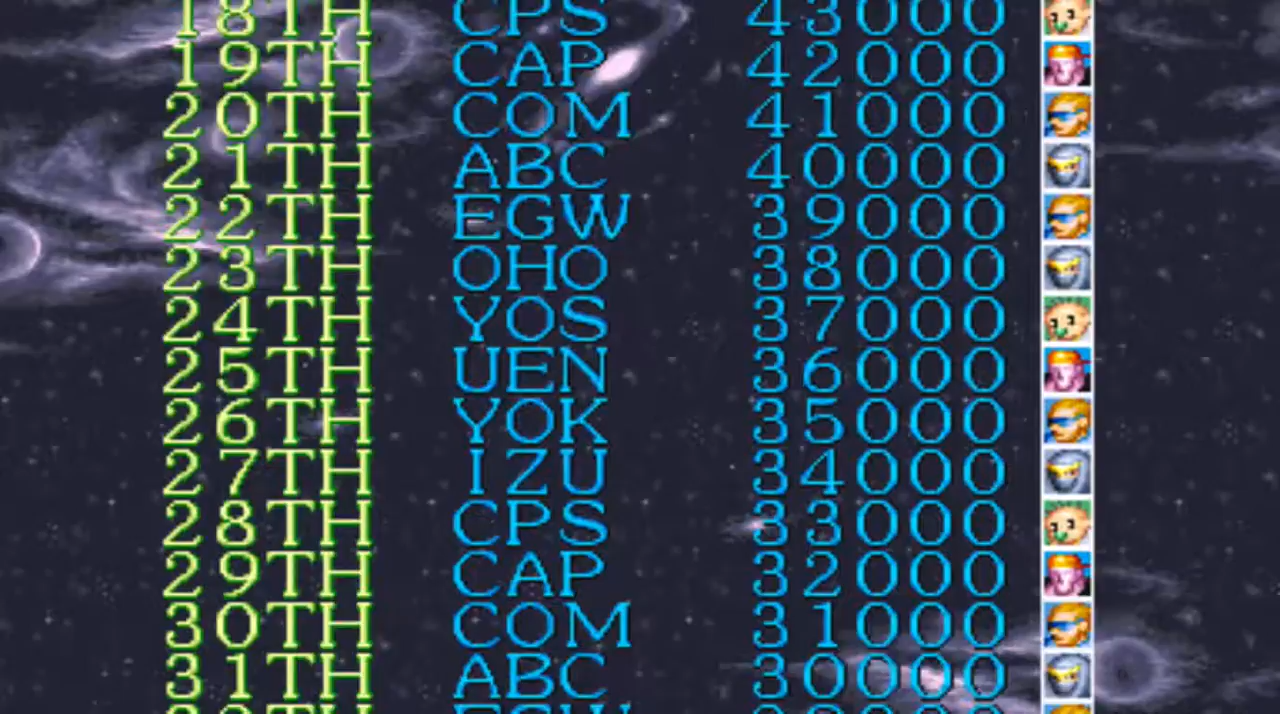 18TH CPS 43000
19TH CAP 42000
20TH COM 41000
21TH ABC 40000
22TH EGW 39000
23TH OHO 38000
24TH YOS 37000
25TH UEN 36000
26TH YOK 35000
27TH IZU 34000
28TH CPS 33000
29TH CAP 32000
30TH COM 31000
31TH ABC 30000